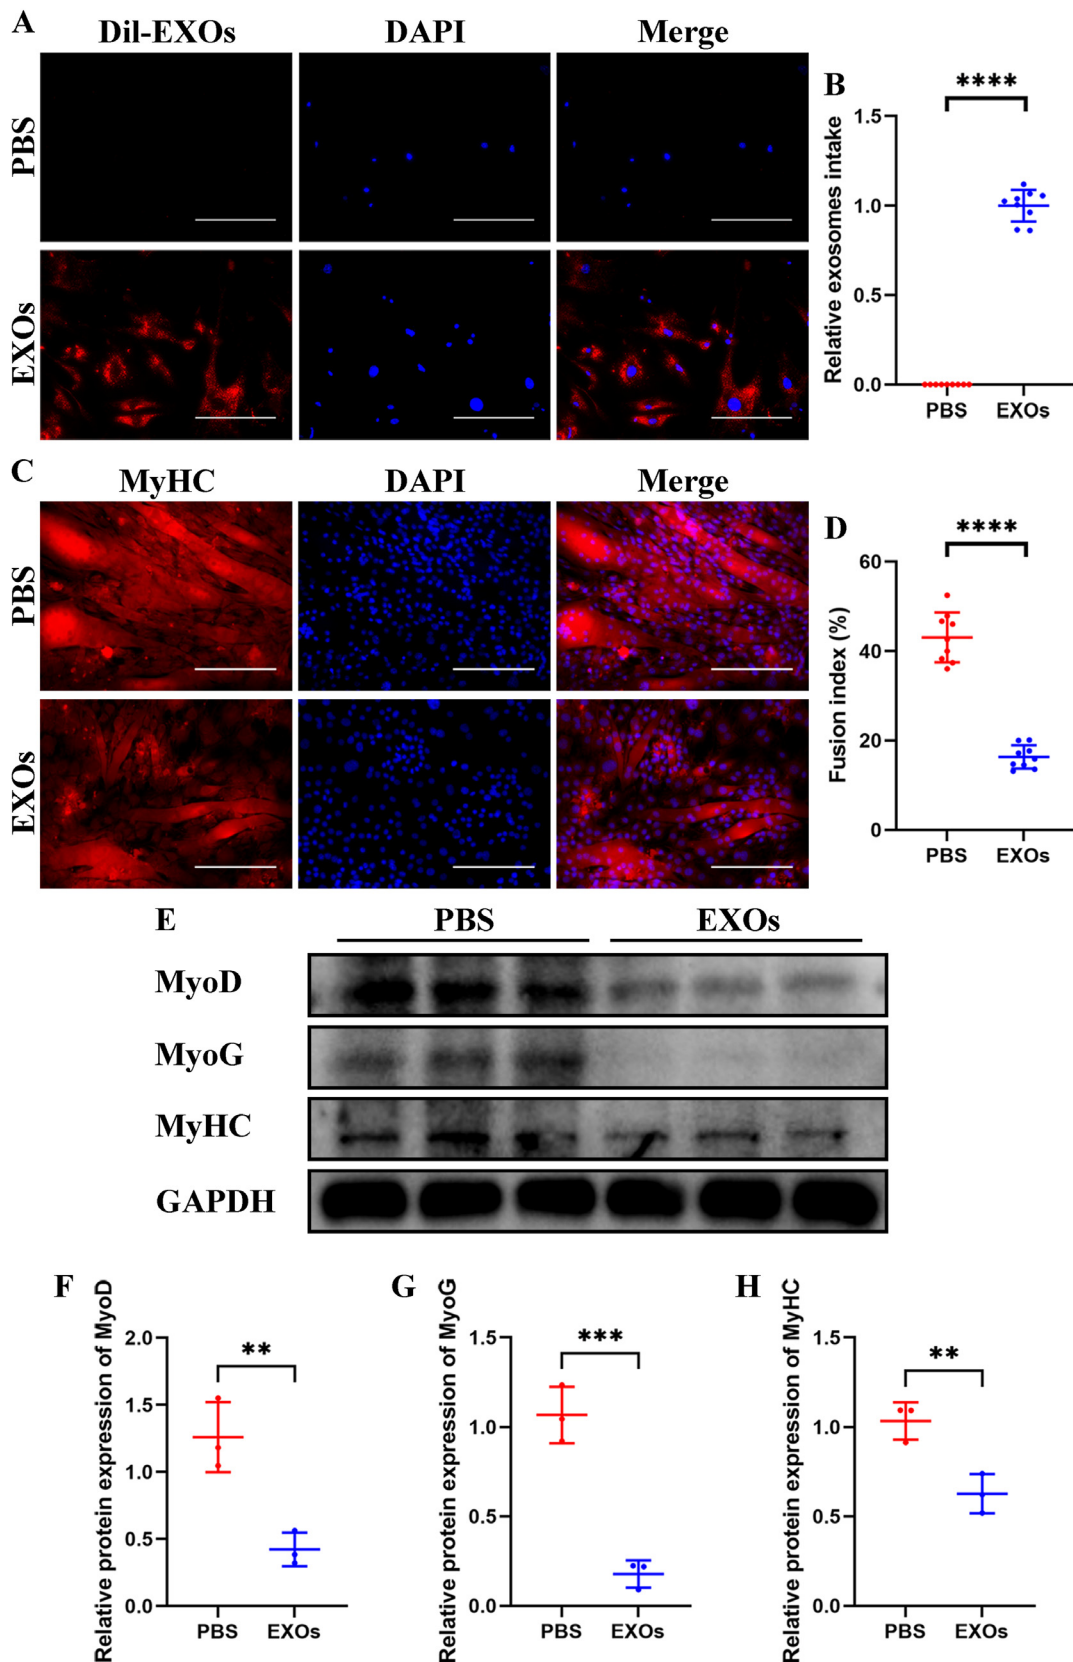 A
Dil-EXOs DAPI Merge
PBS
EXOs
B
****
Relative exosomes intake
1.5
1.0
0.5
0.0
PBS EXOs
C
MyHC DAPI Merge
PBS
EXOs
D
****
Fusion index (%)
60
40
20
0
PBS EXOs
E
PBS EXOs
MyoD
MyoG
MyHC
GAPDH
F
Relative protein expression of MyoD
**
2.0
1.5
1.0
0.5
0.0
PBS EXOs
G
Relative protein expression of MyoG
***
1.5
1.0
0.5
0.0
PBS EXOs
H
Relative protein expression of MyHC
**
1.5
1.0
0.5
0.0
PBS EXOs